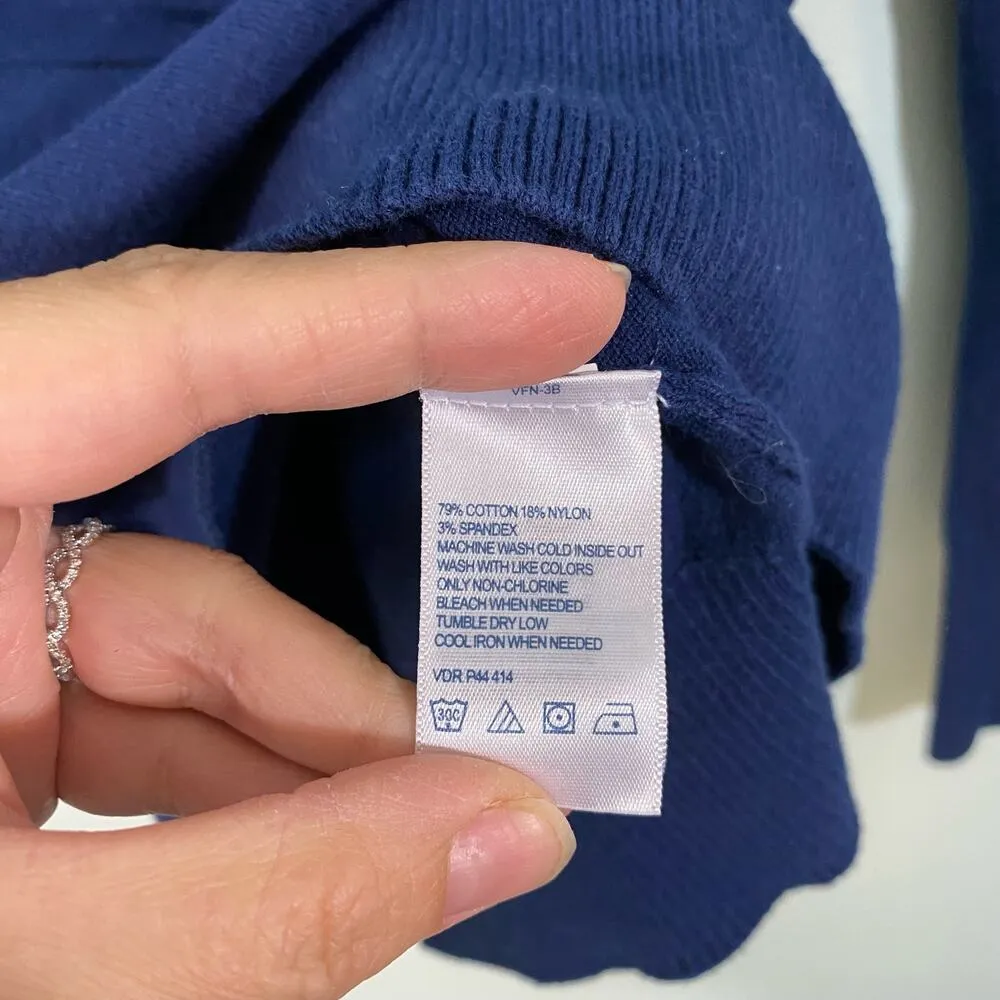 VFN-3B
79% COTTON 18% NYLON
3% SPANDEX
MACHINE WASH COLD INSIDE OUT
WASH WITH LIKE COLORS
ONLY NON-CHLORINE
BLEACH WHEN NEEDED
TUMBLE DRY LOW
COOL IRON WHEN NEEDED
VDR P44 414
30C